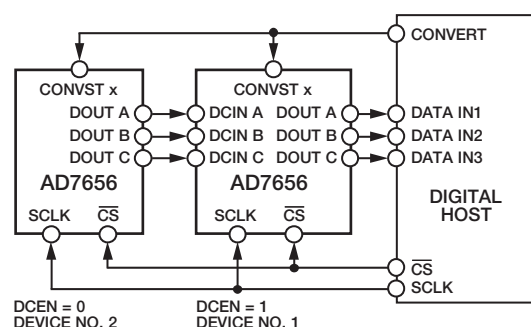 CONVERT
CONVST x
CONVST x
DOUT A
DCIN A
DOUT A
DATA IN1
DOUT B
DCIN B
DOUT B
DATA IN2
DOUT C
DCIN C
DOUT C
DATA IN3
AD7656
AD7656
DIGITAL
HOST
SCLK
CS
SCLK
CS
CS
SCLK
DCEN = 0
DEVICE NO. 2
DCEN = 1
DEVICE NO. 1